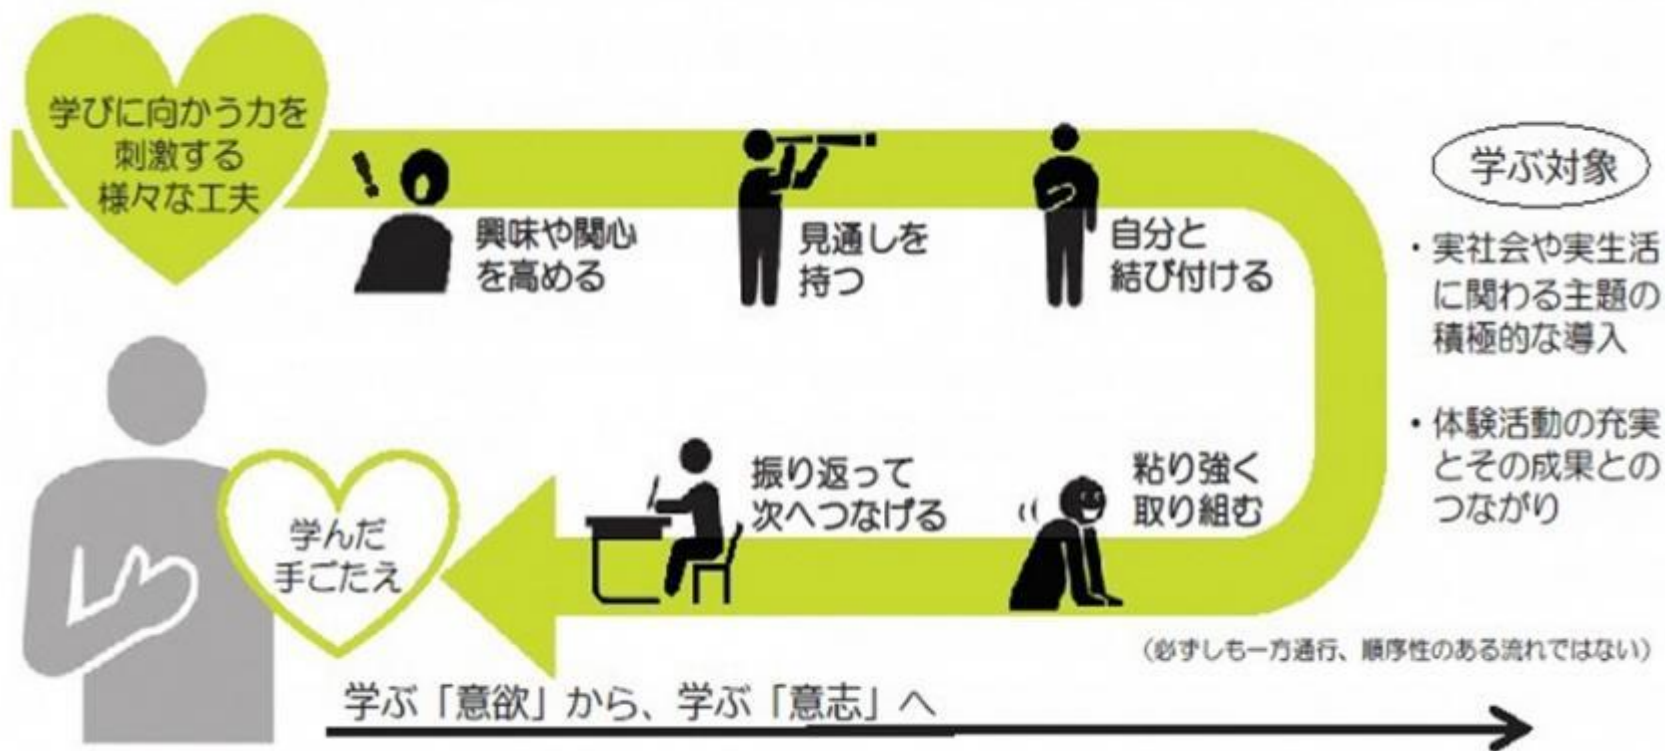 学びに向かう力を
刺激する
様々な工夫
興味や関心
を高める
見通しを
持つ
自分と
結び付ける
学ぶ対象
・実社会や実生活
に関わる主題の
積極的な導入
・体験活動の充実
とその成果との
つながり
粘り強く
取り組む
振り返って
次へつなげる
学んだ
手ごたえ
（必ずしも一方通行、順序性のある流れではない）
学ぶ「意欲」から、学ぶ「意志」へ